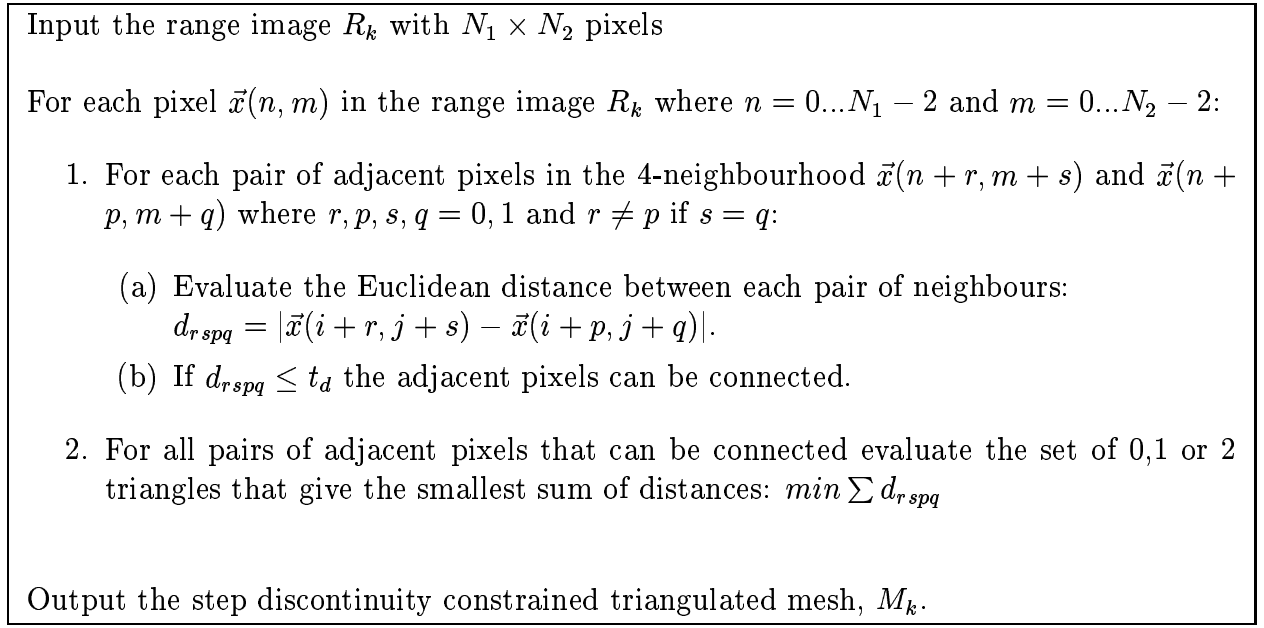 Input the range image $R_k$ with $N_1 \times N_2$ pixels
For each pixel $\vec{x}(n, m)$ in the range image $R_k$ where $n = 0...N_1 - 2$ and $m = 0...N_2 - 2$:
1. For each pair of adjacent pixels in the 4-neighbourhood $\vec{x}(n + r, m + s)$ and $\vec{x}(n +$
$p, m + q)$ where $r, p, s, q = 0, 1$ and $r \neq p$ if $s = q$:
(a) Evaluate the Euclidean distance between each pair of neighbours:
$d_{rspq} = |\vec{x}(i + r, j + s) - \vec{x}(i + p, j + q)|$.
(b) If $d_{rspq} \leq t_d$ the adjacent pixels can be connected.
2. For all pairs of adjacent pixels that can be connected evaluate the set of 0,1 or 2
triangles that give the smallest sum of distances: $min \sum d_{rspq}$
Output the step discontinuity constrained triangulated mesh, $M_k$.